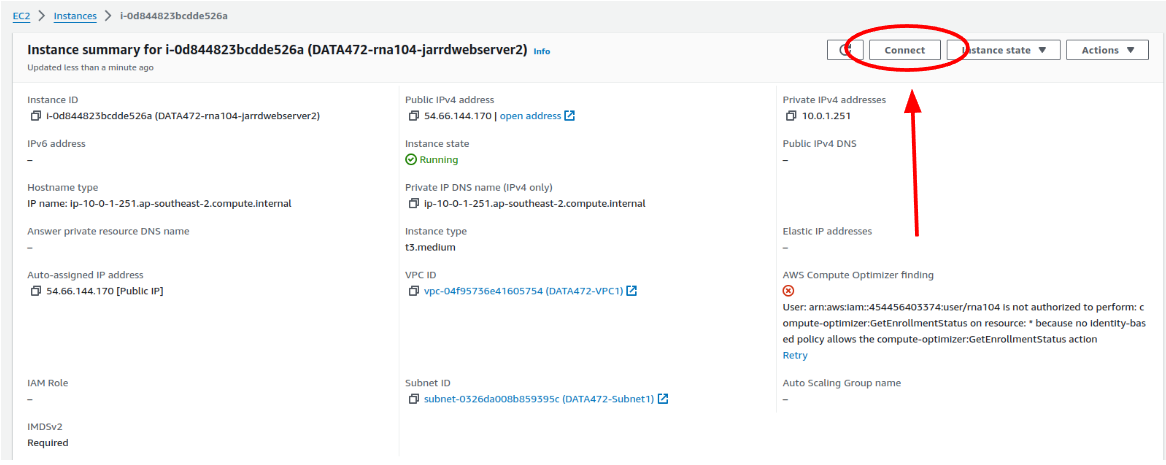 EC2 > Instances > i-0d844823bcdde526a
Instance summary for i-0d844823bcdde526a (DATA472-rna104-jarrdwebserver2) Info
Connect
Instance state ▼
Actions ▼
Updated less than a minute ago
Instance ID
i-0d844823bcdde526a (DATA472-rna104-jarrdwebserver2)
Public IPv4 address
54.66.144.170 | open address
Private IPv4 addresses
10.0.1.251
IPv6 address
–
Instance state
Running
Public IPv4 DNS
–
Hostname type
IP name: ip-10-0-1-251.ap-southeast-2.compute.internal
Private IP DNS name (IPv4 only)
ip-10-0-1-251.ap-southeast-2.compute.internal
Answer private resource DNS name
–
Instance type
t3.medium
Elastic IP addresses
–
Auto-assigned IP address
54.66.144.170 [Public IP]
VPC ID
vpc-04f95736e41605754 (DATA472-VPC1)
AWS Compute Optimizer finding
User: arn:aws:iam::454456403374:user/rna104 is not authorized to perform: c
ompute-optimizer:GetEnrollmentStatus on resource: * because no identity-bas
ed policy allows the compute-optimizer:GetEnrollmentStatus action
Retry
IAM Role
–
Subnet ID
subnet-0326da008b859395c (DATA472-Subnet1)
Auto Scaling Group name
–
IMDSv2
Required